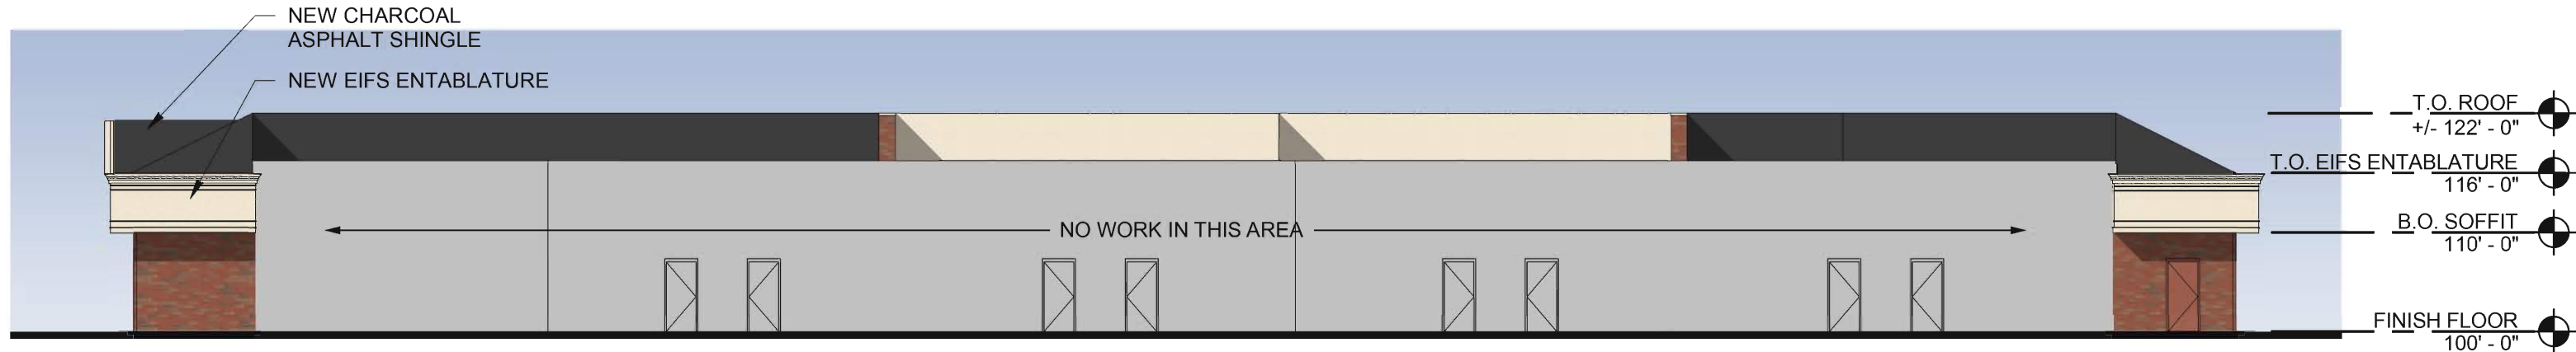 NEW CHARCOAL
ASPHALT SHINGLE
NEW EIFS ENTABLATURE
NO WORK IN THIS AREA
T.O. ROOF
+/- 122' - 0"
T.O. EIFS ENTABLATURE
116' - 0"
B.O. SOFFIT
110' - 0"
FINISH FLOOR
100' - 0"